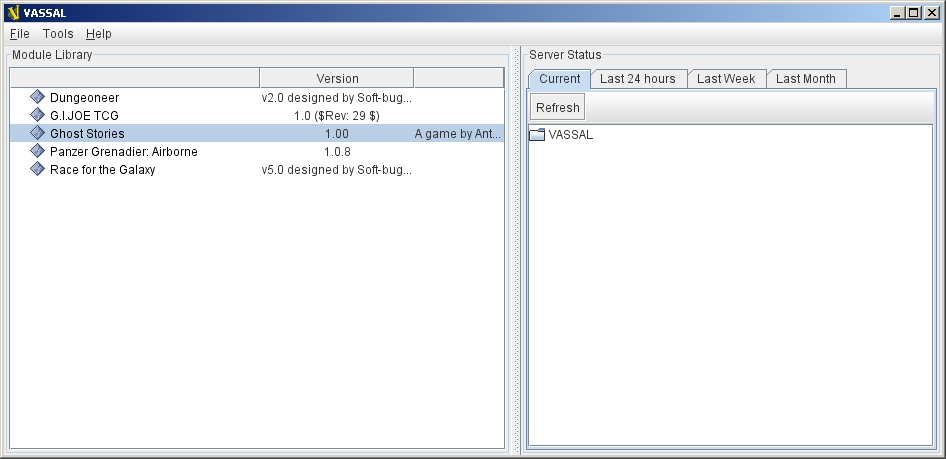 VASSAL
File Tools Help
Module Library
Version
Dungeoneer v2.0 designed by Soft-bug...
G.I.JOE TCG 1.0 ($Rev: 29 $)
Ghost Stories 1.00 A game by Ant...
Panzer Grenadier: Airborne 1.0.8
Race for the Galaxy v5.0 designed by Soft-bug...
Server Status
Current Last 24 hours Last Week Last Month
Refresh
VASSAL